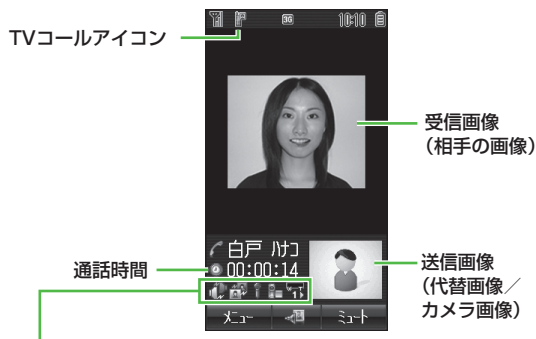 3G 10:10
TVコールアイコン
受信画像
（相手の画像）
白戸 ﾊﾅｺ
通話時間
00:00:14
送信画像
（代替画像／
カメラ画像）
ﾒﾆｭｰ ﾐｭｰﾄ